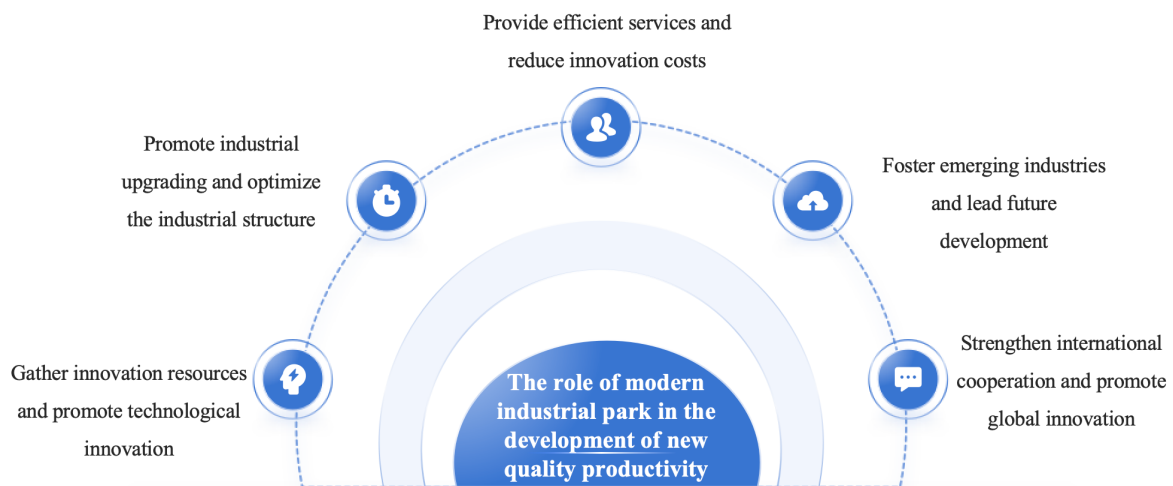 Provide efficient services and
reduce innovation costs
Promote industrial
upgrading and optimize
the industrial structure
Foster emerging industries
and lead future
development
Gather innovation resources
and promote technological
innovation
Strengthen international
cooperation and promote
global innovation
The role of modern
industrial park in the
development of new
quality productivity